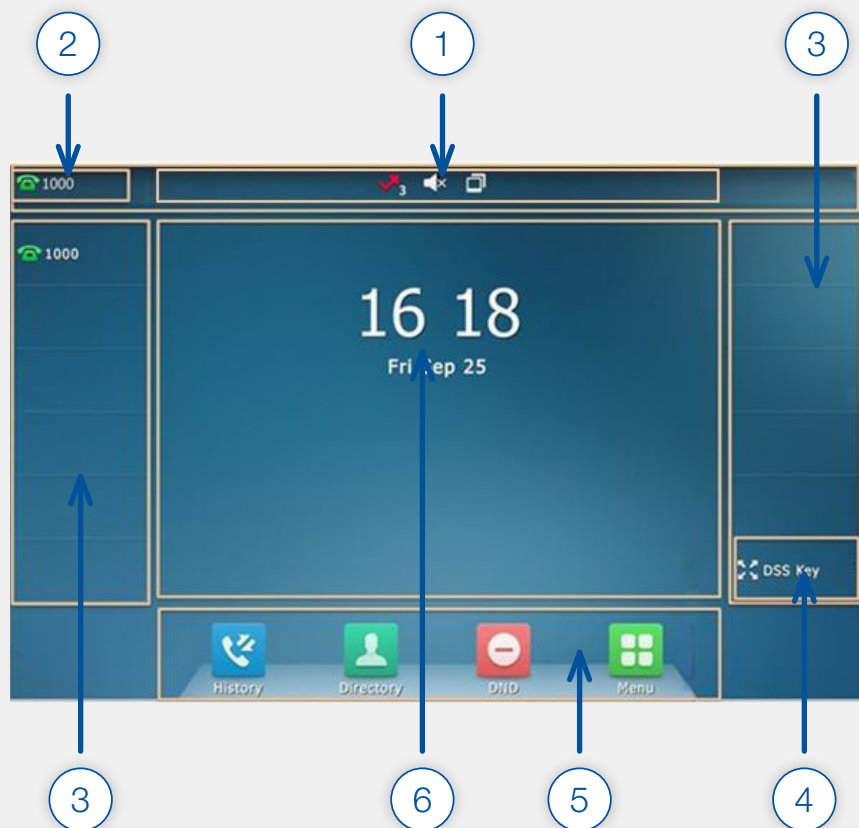 2 1 3
1000 3
1000
16 18
Fri Sep 25
DSS Key
History Directory DND Menu
3 6 5 4